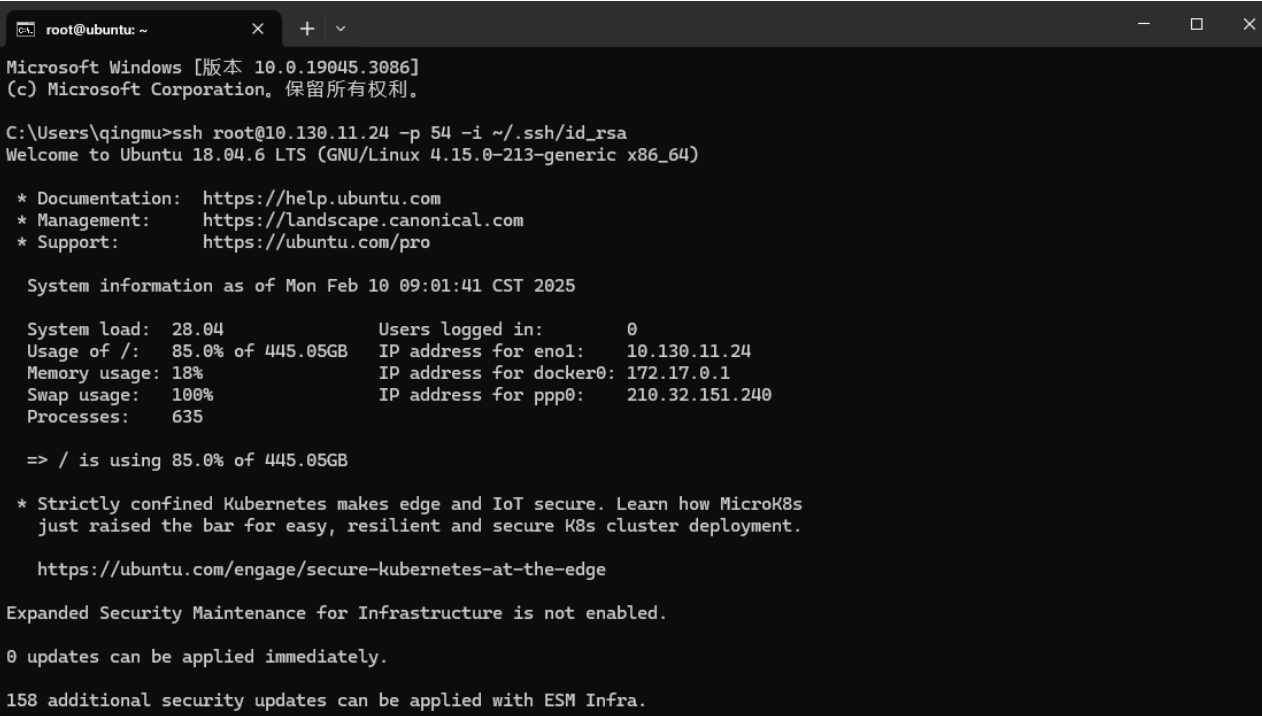 root@ubuntu: ~
Microsoft Windows [版本 10.0.19045.3086]
(c) Microsoft Corporation。保留所有权利。
C:\Users\qingmu>ssh root@10.130.11.24 -p 54 -i ~/.ssh/id_rsa
Welcome to Ubuntu 18.04.6 LTS (GNU/Linux 4.15.0-213-generic x86_64)
* Documentation:  https://help.ubuntu.com
* Management:     https://landscape.canonical.com
* Support:        https://ubuntu.com/pro
System information as of Mon Feb 10 09:01:41 CST 2025
System load:  28.04               Users logged in:        0
Usage of /:   85.0% of 445.05GB   IP address for eno1:    10.130.11.24
Memory usage: 18%                 IP address for docker0: 172.17.0.1
Swap usage:   100%                IP address for ppp0:    210.32.151.240
Processes:    635
=> / is using 85.0% of 445.05GB
* Strictly confined Kubernetes makes edge and IoT secure. Learn how MicroK8s
just raised the bar for easy, resilient and secure K8s cluster deployment.
https://ubuntu.com/engage/secure-kubernetes-at-the-edge
Expanded Security Maintenance for Infrastructure is not enabled.
0 updates can be applied immediately.
158 additional security updates can be applied with ESM Infra.